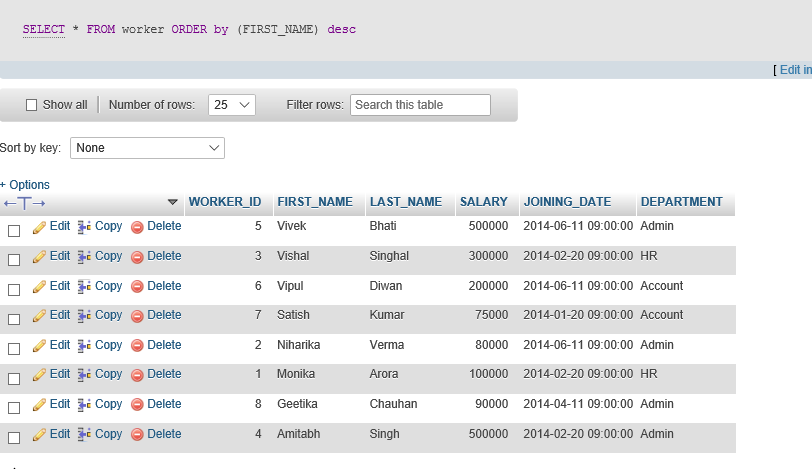 SELECT * FROM worker ORDER by (FIRST_NAME) desc
[ Edit in
Show all Number of rows: 25 Filter rows: Search this table
Sort by key: None
+ Options
←T→ WORKER_ID FIRST_NAME LAST_NAME SALARY JOINING_DATE DEPARTMENT
Edit Copy Delete 5 Vivek Bhati 500000 2014-06-11 09:00:00 Admin
Edit Copy Delete 3 Vishal Singhal 300000 2014-02-20 09:00:00 HR
Edit Copy Delete 6 Vipul Diwan 200000 2014-06-11 09:00:00 Account
Edit Copy Delete 7 Satish Kumar 75000 2014-01-20 09:00:00 Account
Edit Copy Delete 2 Niharika Verma 80000 2014-06-11 09:00:00 Admin
Edit Copy Delete 1 Monika Arora 100000 2014-02-20 09:00:00 HR
Edit Copy Delete 8 Geetika Chauhan 90000 2014-04-11 09:00:00 Admin
Edit Copy Delete 4 Amitabh Singh 500000 2014-02-20 09:00:00 Admin